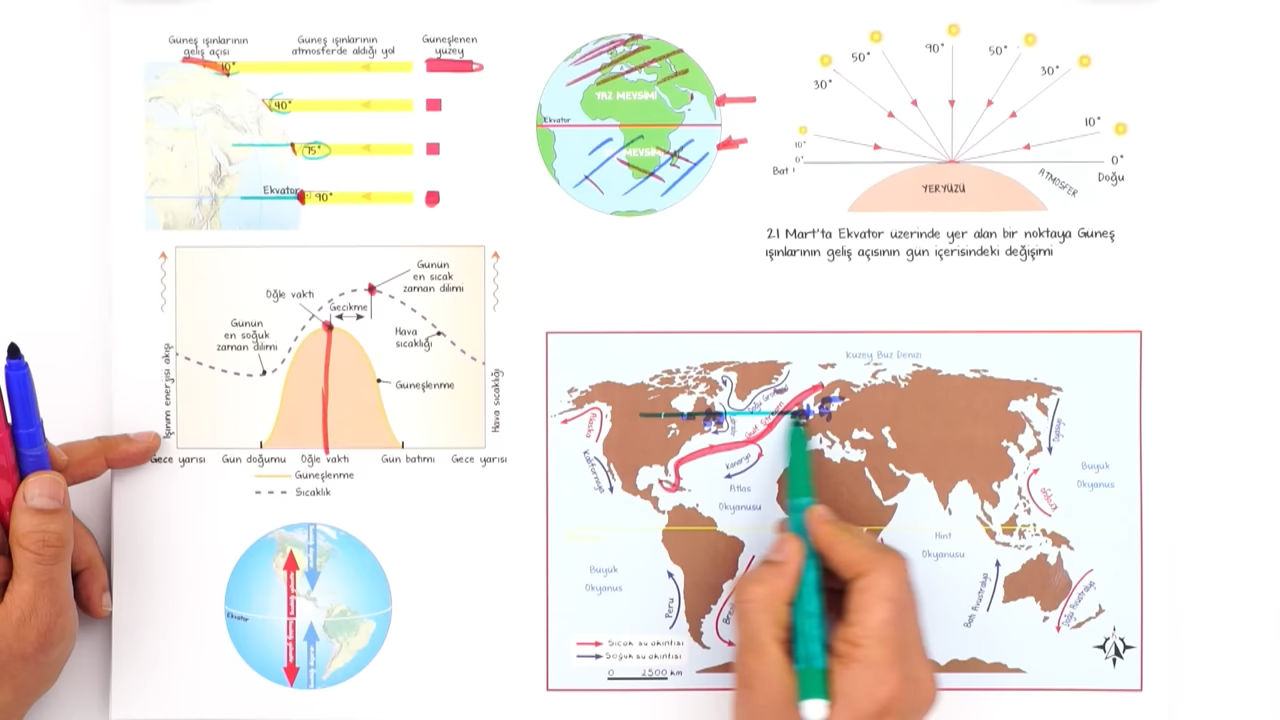 Güneş ışınlarının
geliş açısı
Güneş ışınlarının
atmosferde aldığı yol
Güneşlenen
yüzey
10°
40°
75°
Ekvator
90°
YAZ MEVSİMİ
Ekvator
MEVSİMİ
90°
50°
50°
30°
30°
10°
10°
0°
0°
Batı
Doğu
ATMOSFER
YERYÜZÜ
21 Mart'ta Ekvator üzerinde yer alan bir noktaya Güneş
ışınlarının geliş açısının gün içerisindeki değişimi
Günün
en sıcak
zaman dilimi
Öğle vakti
Gecikme
Günün
en soğuk
zaman dilimi
Hava
sıcaklığı
Güneşlenme
Işınım enerjisi akışı
Hava sıcaklığı
Gece yarısı
Gün doğumu
Öğle vakti
Gün batımı
Gece yarısı
Güneşlenme
Sıcaklık
Ekvator
Kuzey Buz Denizi
Alaska
Kaliforniya
Gulf Stream
Kanarya
Oyaşivo
Büyük
Okyanus
Atlas
Okyanusu
Hint
Okyanusu
Büyük
Okyanus
Peru
Batı Avustralya
Doğu Avustralya
Sıcak su akıntısı
Soğuk su akıntısı
0 2500 km